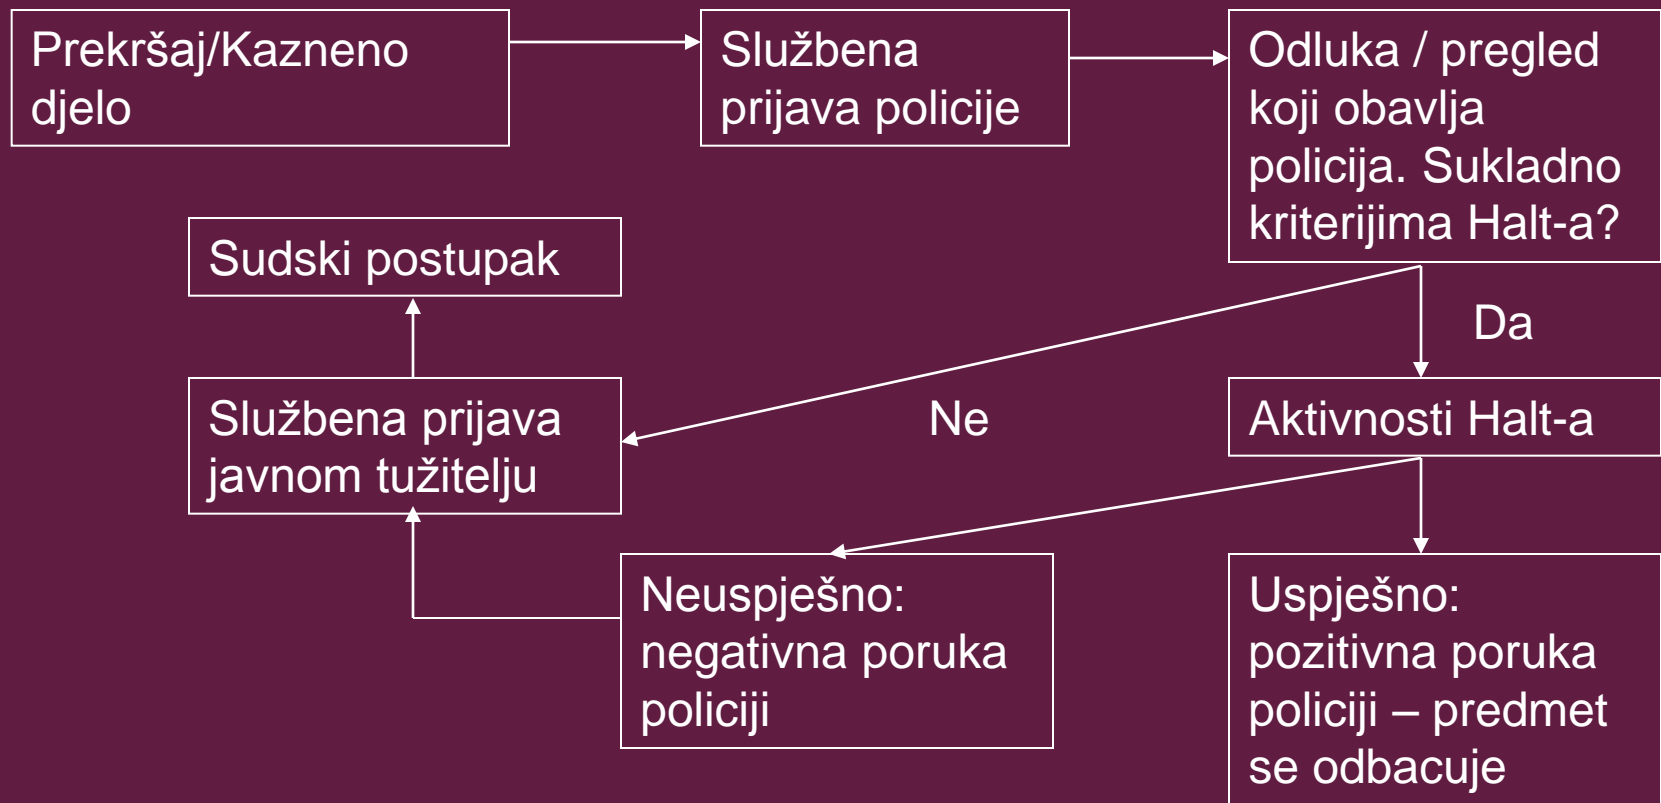 Prekršaj/Kazneno
djelo
Službena
prijava policije
Odluka / pregled
koji obavlja
policija. Sukladno
kriterijima Halt-a?
Sudski postupak
Da
Službena prijava
javnom tužitelju
Ne
Aktivnosti Halt-a
Neuspješno:
negativna poruka
policiji
Uspješno:
pozitivna poruka
policiji – predmet
se odbacuje